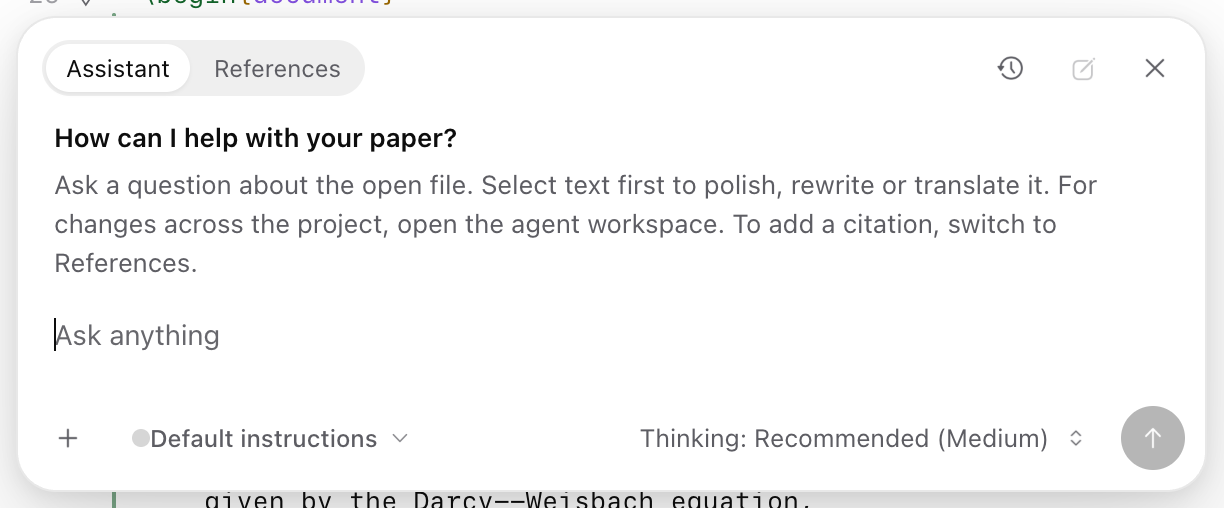 \begin{document}
Assistant References
How can I help with your paper?
Ask a question about the open file. Select text first to polish, rewrite or translate it. For
changes across the project, open the agent workspace. To add a citation, switch to
References.
Ask anything
Default instructions Thinking: Recommended (Medium)
given by the Darcy--Weisbach equation,